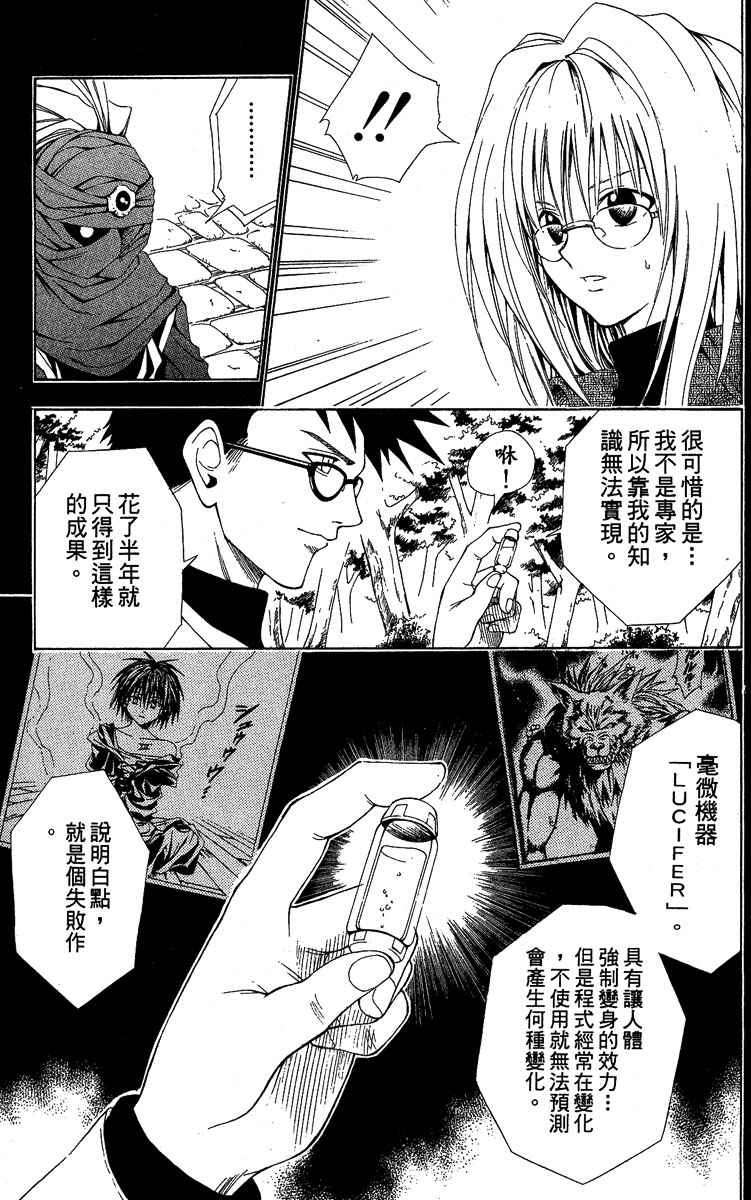 !!
…………
很可惜的是…
我不是專家，
所以靠我的知
識無法實現。
咻！
花了半年就
只得到這樣
的成果。
毫微機器
「LUCIFER」。
具有讓人體
強制變身的效力…
但是程式經常在變化
，不使用就無法預測
會產生何種變化。
說明白點，
就是個失敗作
。